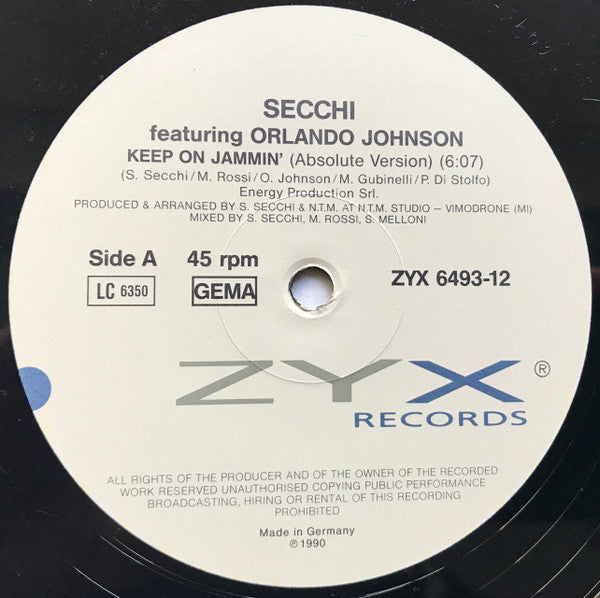 SECCHI
featuring ORLANDO JOHNSON
KEEP ON JAMMIN' (Absolute Version) (6:07)
(S. Secchi/M. Rossi/O. Johnson/M. Gubinelli/P. Di Stolfo)
Energy Production Srl.
PRODUCED & ARRANGED BY S. SECCHI & N.T.M. AT N.T.M. STUDIO – VIMODRONE (MI)
MIXED BY S. SECCHI, M. ROSSI, S. MELLONI
Side A 45 rpm ZYX 6493-12
LC 6350 GEMA
ZYX ®
RECORDS
ALL RIGHTS OF THE PRODUCER AND OF THE OWNER OF THE RECORDED
WORK RESERVED UNAUTHORISED COPYING PUBLIC PERFORMANCE
BROADCASTING, HIRING OR RENTAL OF THIS RECORDING
PROHIBITED
Made in Germany
℗ 1990